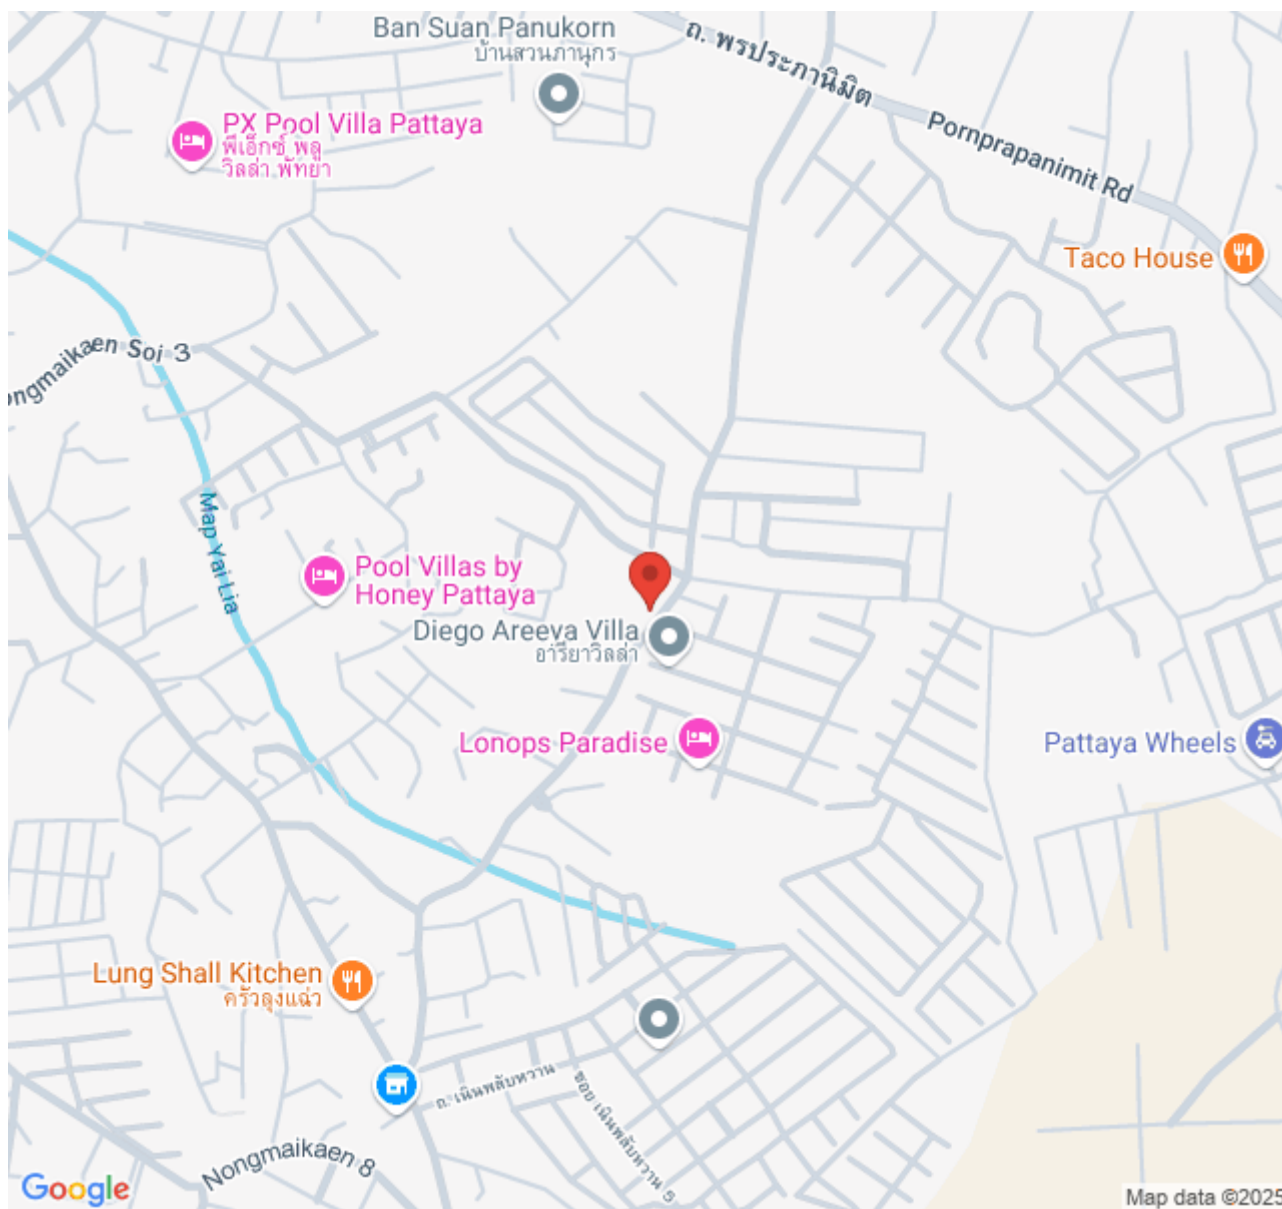 Ban Suan Panukorn
บ้านสวนภานุกร
ถ. พรประภานิมิต
Pornprapanimit Rd
PX Pool Villa Pattaya
พีเอ็กซ์ พลู
วิลล่า พัทยา
Taco House
ongmaikaen Soi 3
Map Yai Lia
Pool Villas by
Honey Pattaya
Diego Areeya Villa
อารียาวิลล่า
Lonops Paradise
Pattaya Wheels
Lung Shall Kitchen
ครัวลุงแฉ่ว
ถ. เนินพลับหวาน
ซอย เนินพลับหวาน 5
Nongmaikaen 8
Google
Map data ©2025